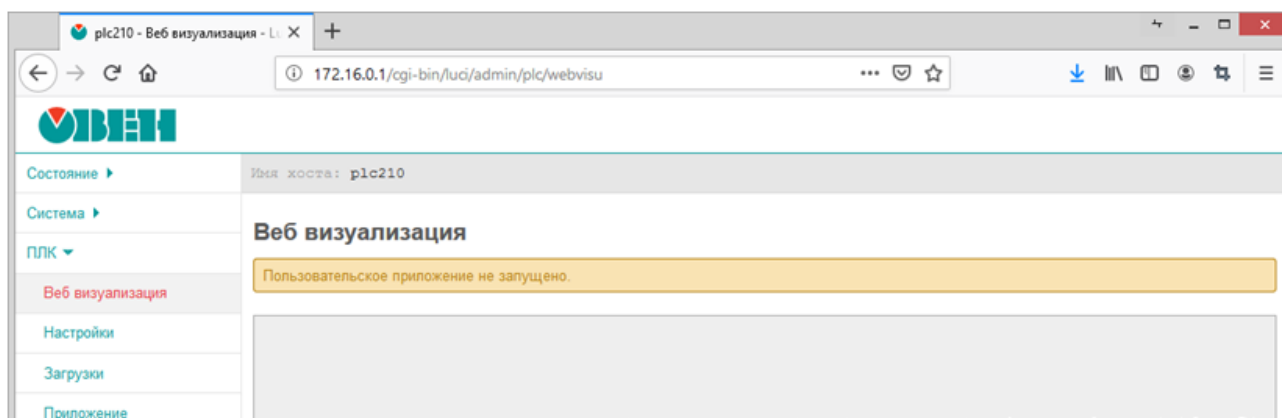 plc210 - Веб визуализация - Lu
172.16.0.1/cgi-bin/luci/admin/plc/webvisu
ОВЕН
Состояние
Имя хоста: plc210
Система
Веб визуализация
ПЛК
Пользовательское приложение не запущено.
Веб визуализация
Настройки
Загрузки
Приложение